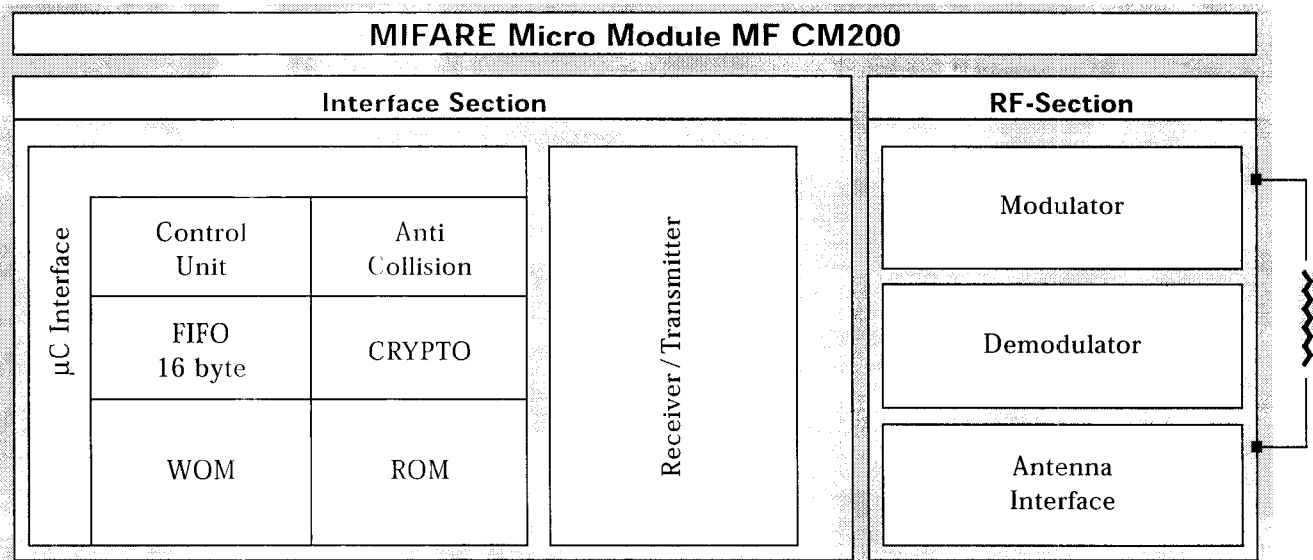 MIFARE Micro Module MF CM200
Interface Section
RF-Section
µC Interface
Control
Unit
Anti
Collision
FIFO
16 byte
CRYPTO
WOM
ROM
Receiver / Transmitter
Modulator
Demodulator
Antenna
Interface